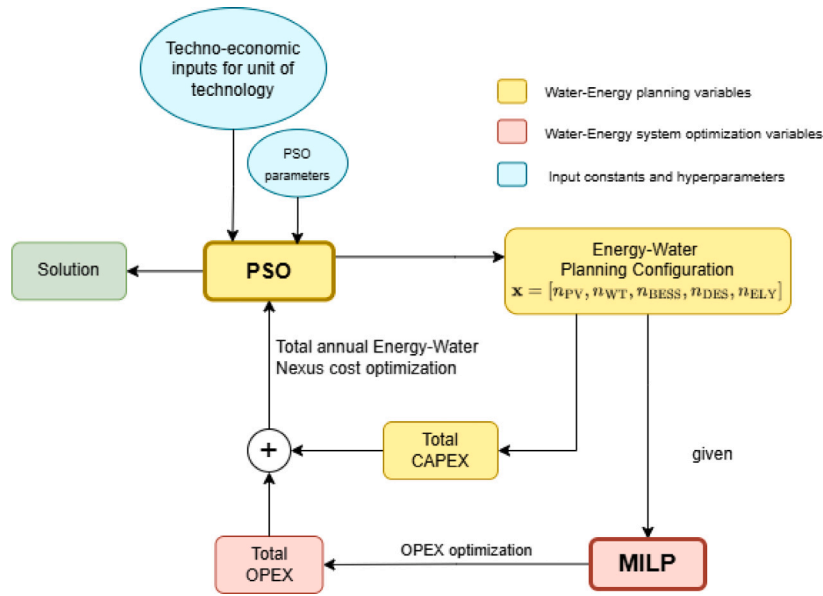 Techno-economic
inputs for unit of
technology
PSO
parameters
Water-Energy planning variables
Water-Energy system optimization variables
Input constants and hyperparameters
Solution
PSO
Energy-Water
Planning Configuration
𝐱 = [n_PV, n_WT, n_BESS, n_DES, n_ELY]
Total annual Energy-Water
Nexus cost optimization
+
Total
CAPEX
given
Total
OPEX
OPEX optimization
MILP